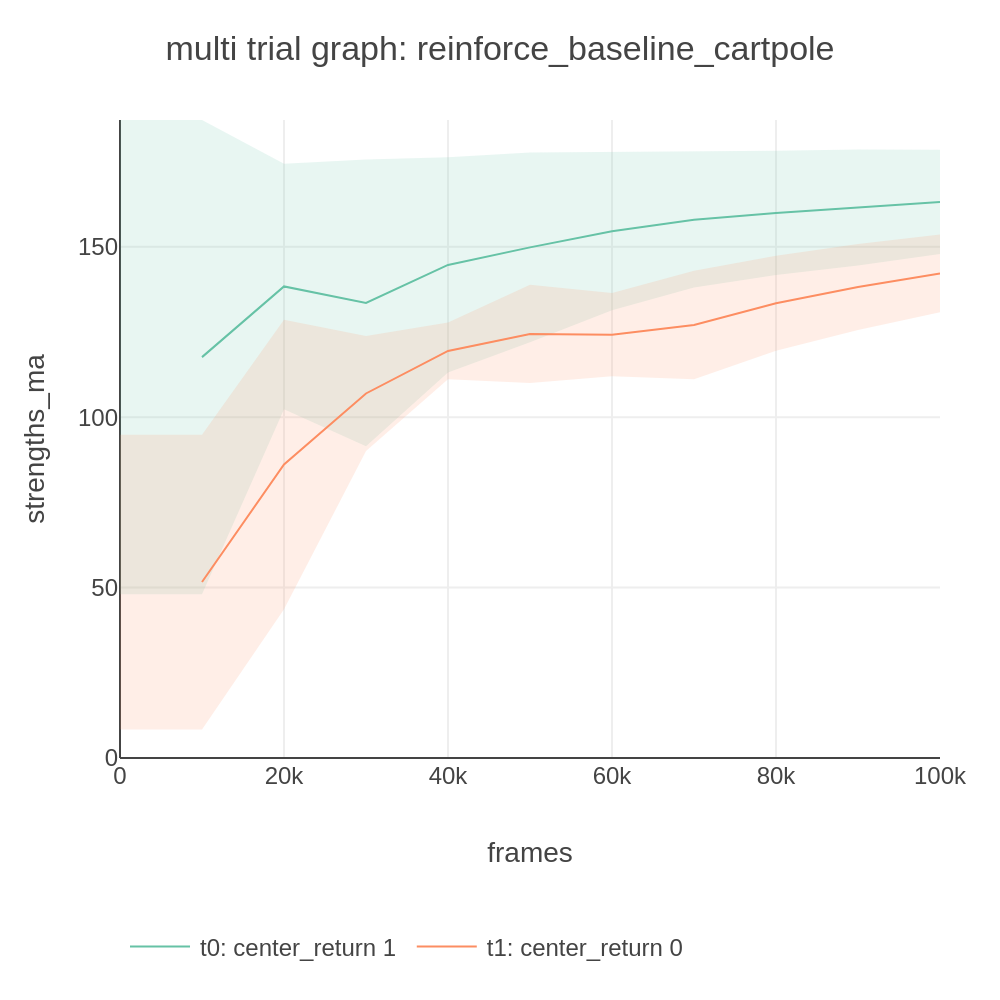 multi trial graph: reinforce_baseline_cartpole
strengths_ma
150
100
50
0
0 20k 40k 60k 80k 100k
frames
t0: center_return 1 t1: center_return 0